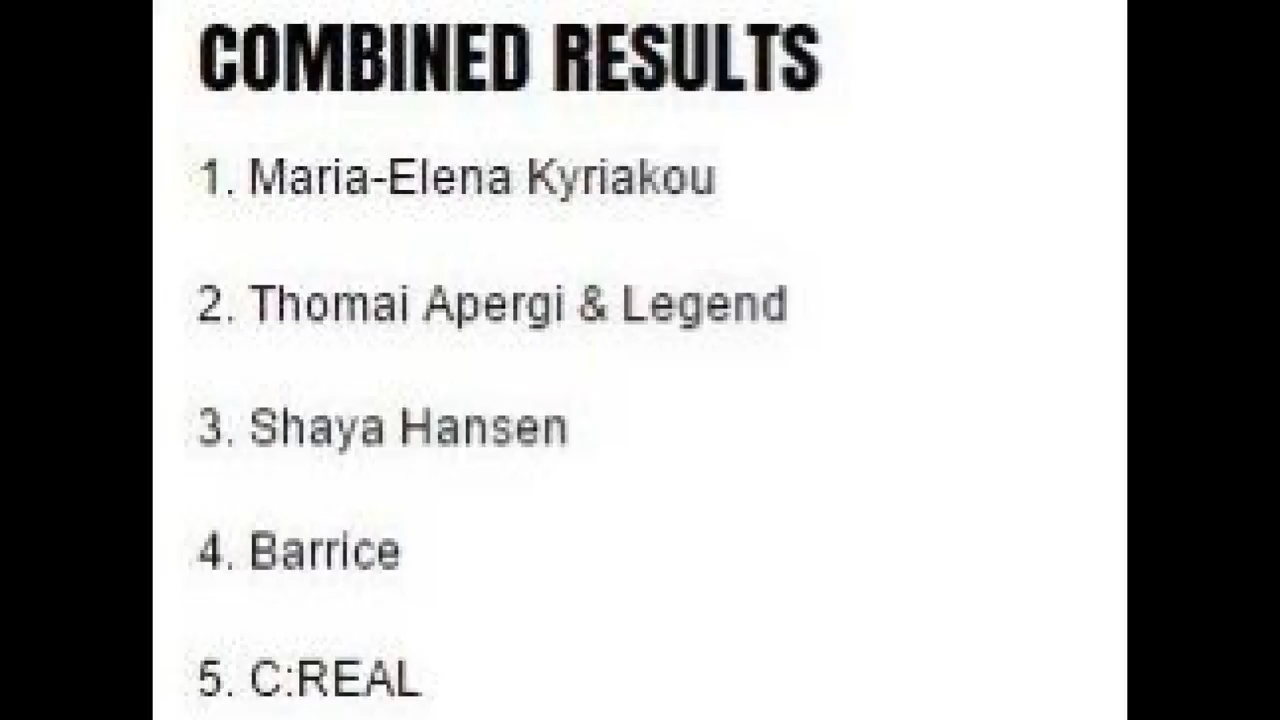 COMBINED RESULTS
1. Maria-Elena Kyriakou
2. Thomai Apergi & Legend
3. Shaya Hansen
4. Barrice
5. C:REAL